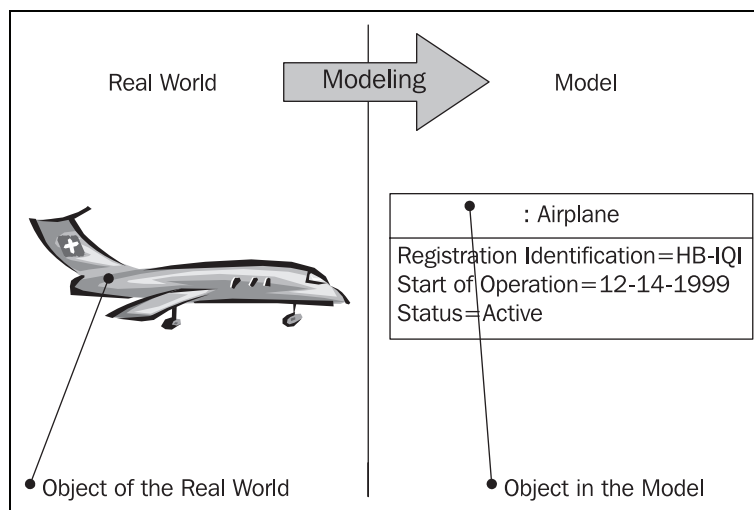 Real World
Modeling
Model
: Airplane
Registration Identification=HB-IQI
Start of Operation=12-14-1999
Status=Active
Object of the Real World
Object in the Model